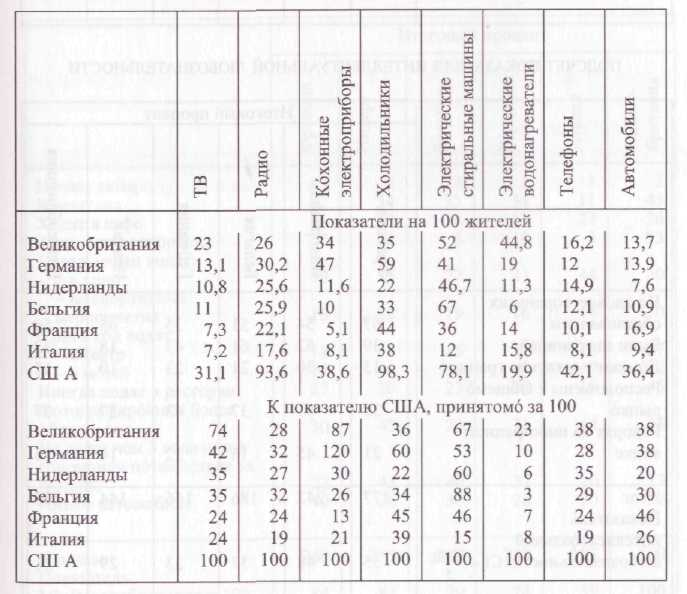 ТВ
Радио
Кохонные
электроприборы
Холодильники
Электрические
стиральные машины
Электрические
водонагреватели
Телефоны
Автомобили
Показатели на 100 жителей
Великобритания 23 26 34 35 52 44,8 16,2 13,7
Германия 13,1 30,2 47 59 41 19 12 13,9
Нидерланды 10,8 25,6 11,6 22 46,7 11,3 14,9 7,6
Бельгия 11 25,9 10 33 67 6 12,1 10,9
Франция 7,3 22,1 5,1 44 36 14 10,1 16,9
Италия 7,2 17,6 8,1 38 12 15,8 8,1 9,4
СШ А 31,1 93,6 38,6 98,3 78,1 19,9 42,1 36,4
К показателю США, принятомó за 100
Великобритания 74 28 87 36 67 23 38 38
Германия 42 32 120 60 53 10 28 38
Нидерланды 35 27 30 22 60 6 35 20
Бельгия 35 32 26 34 88 3 29 30
Франция 24 24 13 45 46 7 24 46
Италия 24 19 21 39 15 8 19 26
СШ А 100 100 100 100 100 100 100 100